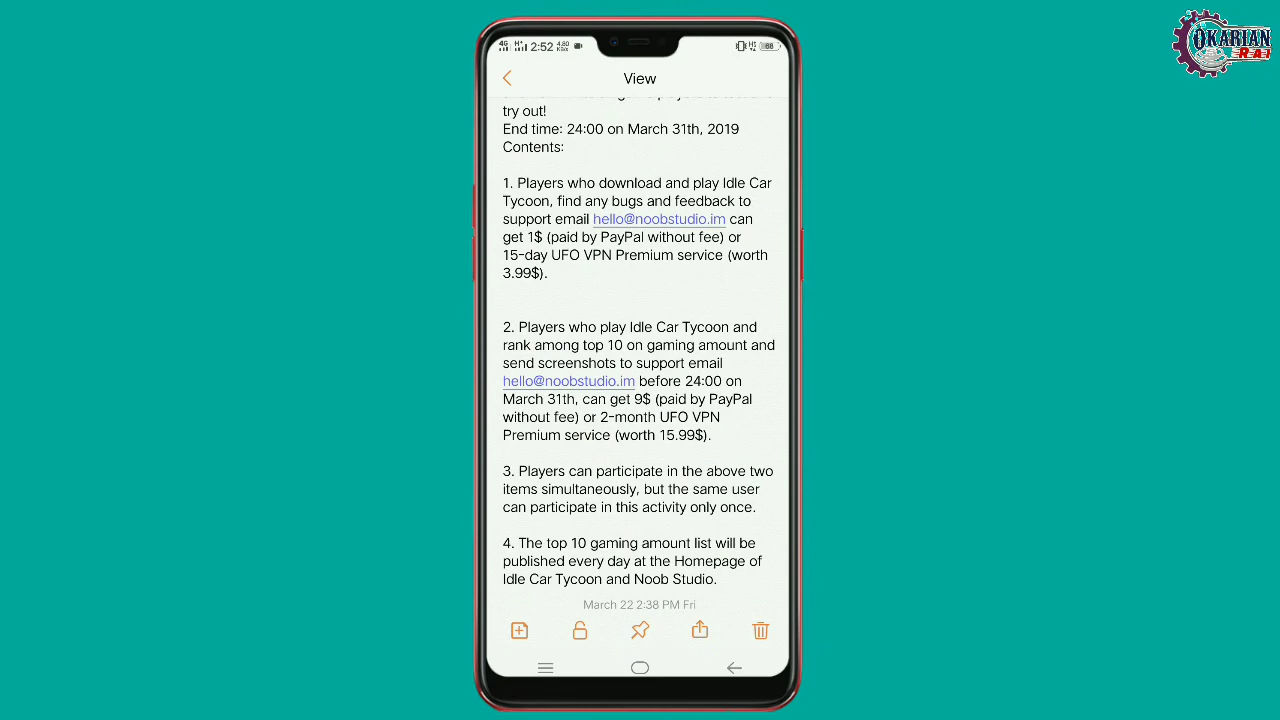 OKARIAN
RAI
4G H+ 2:52 4.80 KB/s
88
View
try out!
End time: 24:00 on March 31th, 2019
Contents:
1. Players who download and play Idle Car
Tycoon, find any bugs and feedback to
support email hello@noobstudio.im can
get 1$ (paid by PayPal without fee) or
15-day UFO VPN Premium service (worth
3.99$).
2. Players who play Idle Car Tycoon and
rank among top 10 on gaming amount and
send screenshots to support email
hello@noobstudio.im before 24:00 on
March 31th, can get 9$ (paid by PayPal
without fee) or 2-month UFO VPN
Premium service (worth 15.99$).
3. Players can participate in the above two
items simultaneously, but the same user
can participate in this activity only once.
4. The top 10 gaming amount list will be
published every day at the Homepage of
Idle Car Tycoon and Noob Studio.
March 22 2:38 PM Fri